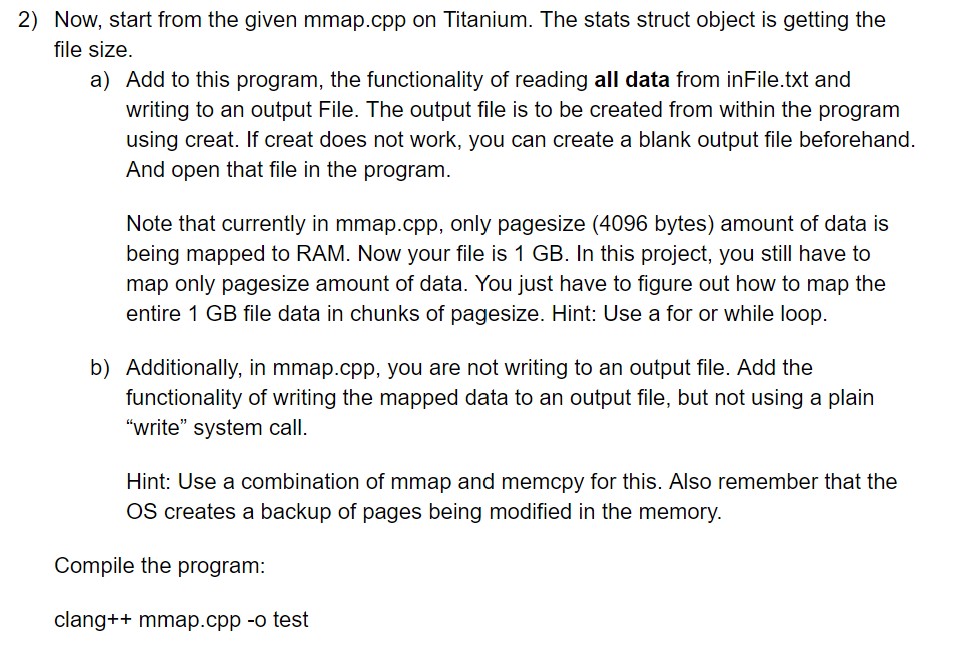 2) Now, start from the given mmap.cpp on Titanium. The stats struct object is getting the
file size.
a) Add to this program, the functionality of reading all data from inFile.txt and
writing to an output File. The output file is to be created from within the program
using creat. If creat does not work, you can create a blank output file beforehand.
And open that file in the program.
Note that currently in mmap.cpp, only pagesize (4096 bytes) amount of data is
being mapped to RAM. Now your file is 1 GB. In this project, you still have to
map only pagesize amount of data. You just have to figure out how to map the
entire 1 GB file data in chunks of pagesize. Hint: Use a for or while loop.
b) Additionally, in mmap.cpp, you are not writing to an output file. Add the
functionality of writing the mapped data to an output file, but not using a plain
“write” system call.
Hint: Use a combination of mmap and memcpy for this. Also remember that the
OS creates a backup of pages being modified in the memory.
Compile the program:
clang++ mmap.cpp -o test